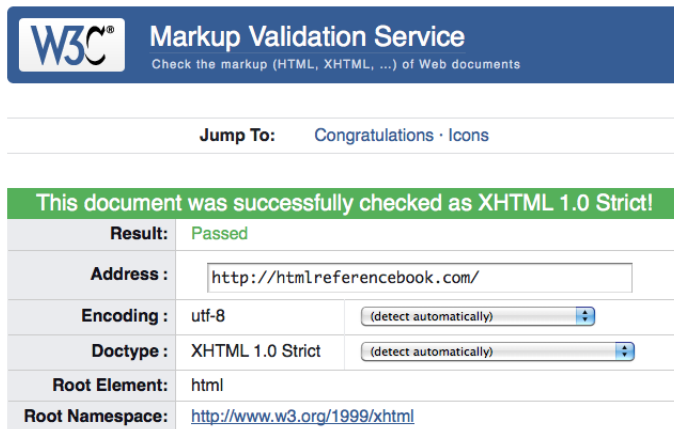 W3C® Markup Validation Service
Check the markup (HTML, XHTML, ...) of Web documents
Jump To: Congratulations · Icons
This document was successfully checked as XHTML 1.0 Strict!
Result: Passed
Address : http://htmlreferencebook.com/
Encoding : utf-8 (detect automatically)
Doctype : XHTML 1.0 Strict (detect automatically)
Root Element: html
Root Namespace: http://www.w3.org/1999/xhtml